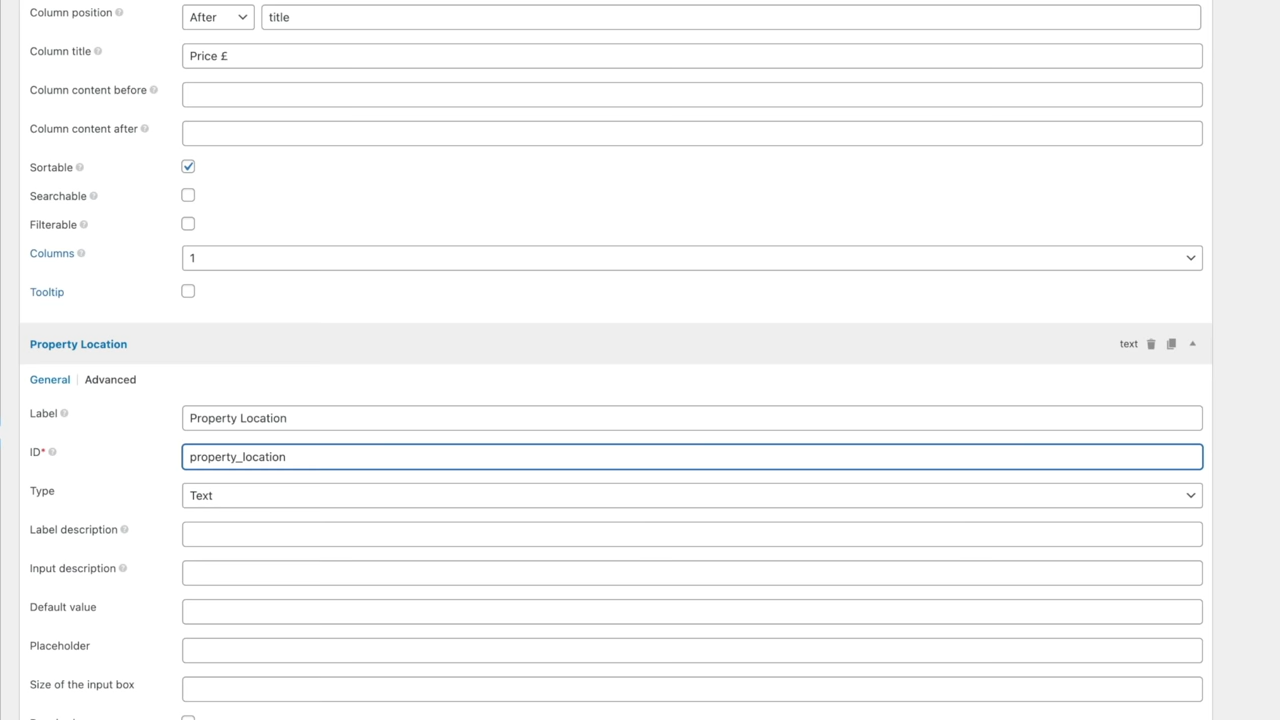 Column position
After
title
Column title
Price £
Column content before
Column content after
Sortable
Searchable
Filterable
Columns
1
Tooltip
Property Location
text
General | Advanced
Label
Property Location
ID*
property_location
Type
Text
Label description
Input description
Default value
Placeholder
Size of the input box